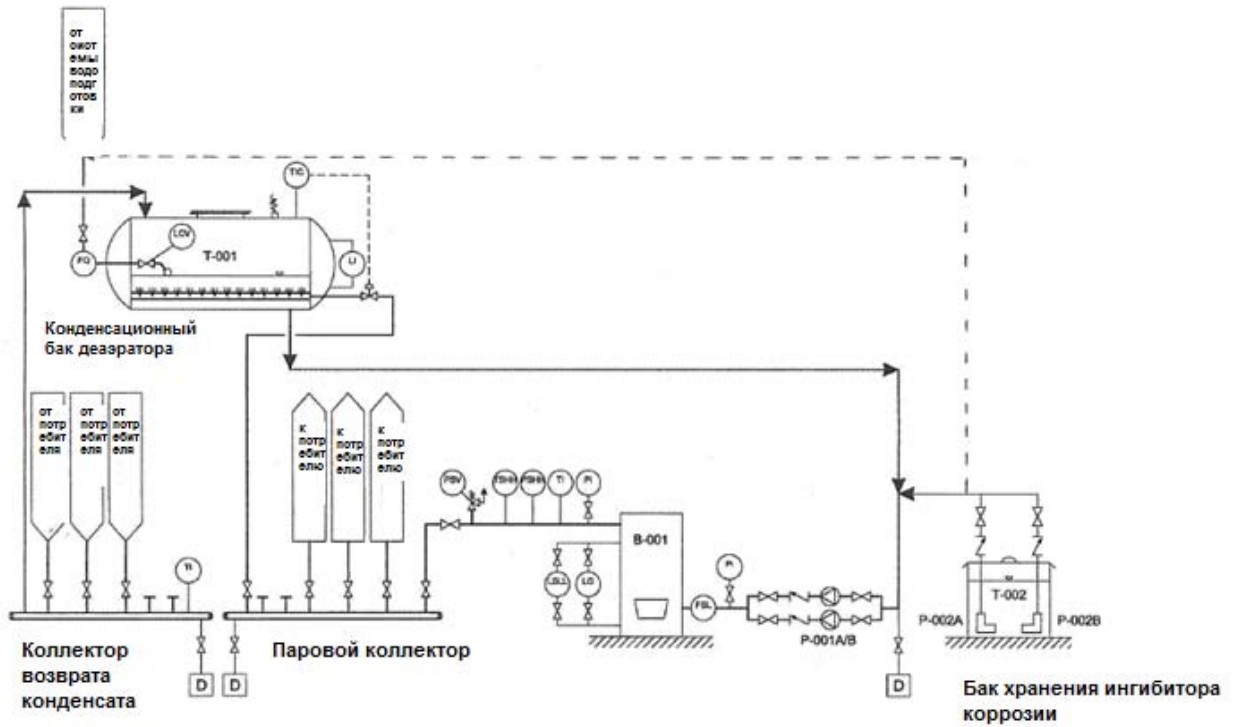 от
оиот
емы
водо
подг
отов
ки
TIC
LCV
FQ
T-001
LI
Конденсационный
бак деаэратора
от
потр
ебит
еля
от
потр
ебит
еля
от
потр
ебит
еля
к
потр
ебит
елю
к
потр
ебит
елю
к
потр
ебит
елю
PSV
TSHH
PSHH
TI
PI
B-001
LSLL
LG
FSL
PI
P-001A/B
T-002
P-002A
P-002B
TI
D
D
D
Коллектор
возврата
конденсата
Паровой коллектор
Бак хранения ингибитора
коррозии